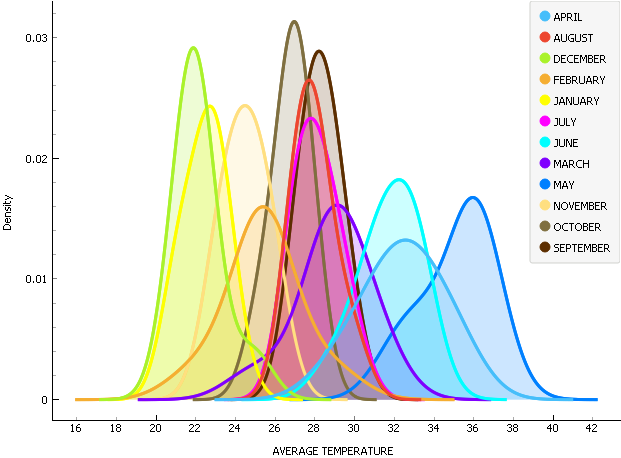 0.03
0.02
0.01
0
Density
16 18 20 22 24 26 28 30 32 34 36 38 40 42
AVERAGE TEMPERATURE
APRIL
AUGUST
DECEMBER
FEBRUARY
JANUARY
JULY
JUNE
MARCH
MAY
NOVEMBER
OCTOBER
SEPTEMBER